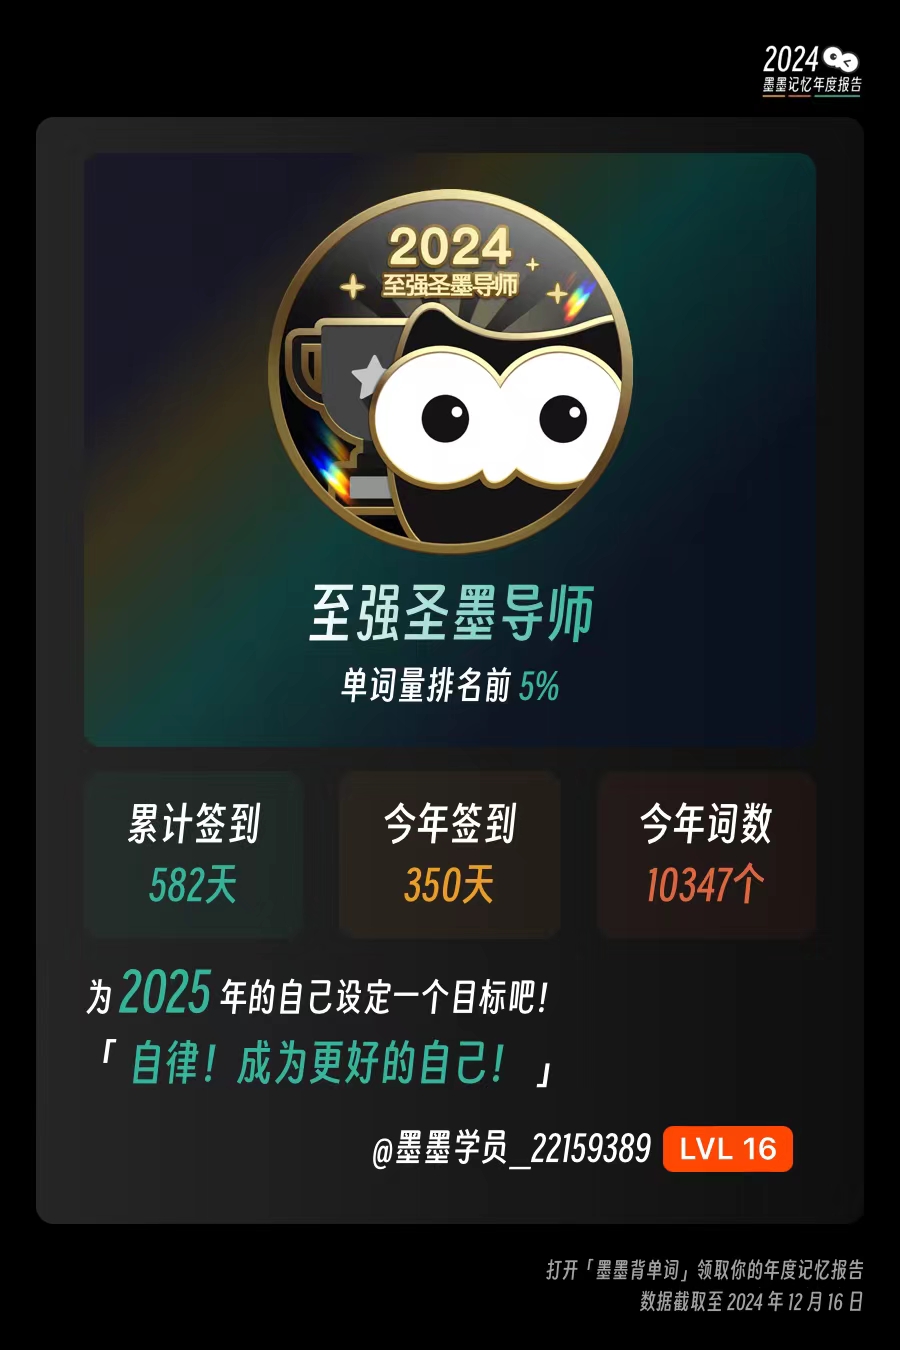 2024
墨墨记忆年度报告
2024
至强圣墨导师
至强圣墨导师
单词量排名前 5%
累计签到
582天
今年签到
350天
今年词数
10347个
为 2025 年的自己设定一个目标吧！
「 自律！成为更好的自己！ 」
@墨墨学员_22159389 LVL 16
打开「墨墨背单词」领取你的年度记忆报告
数据截取至 2024 年 12 月 16 日